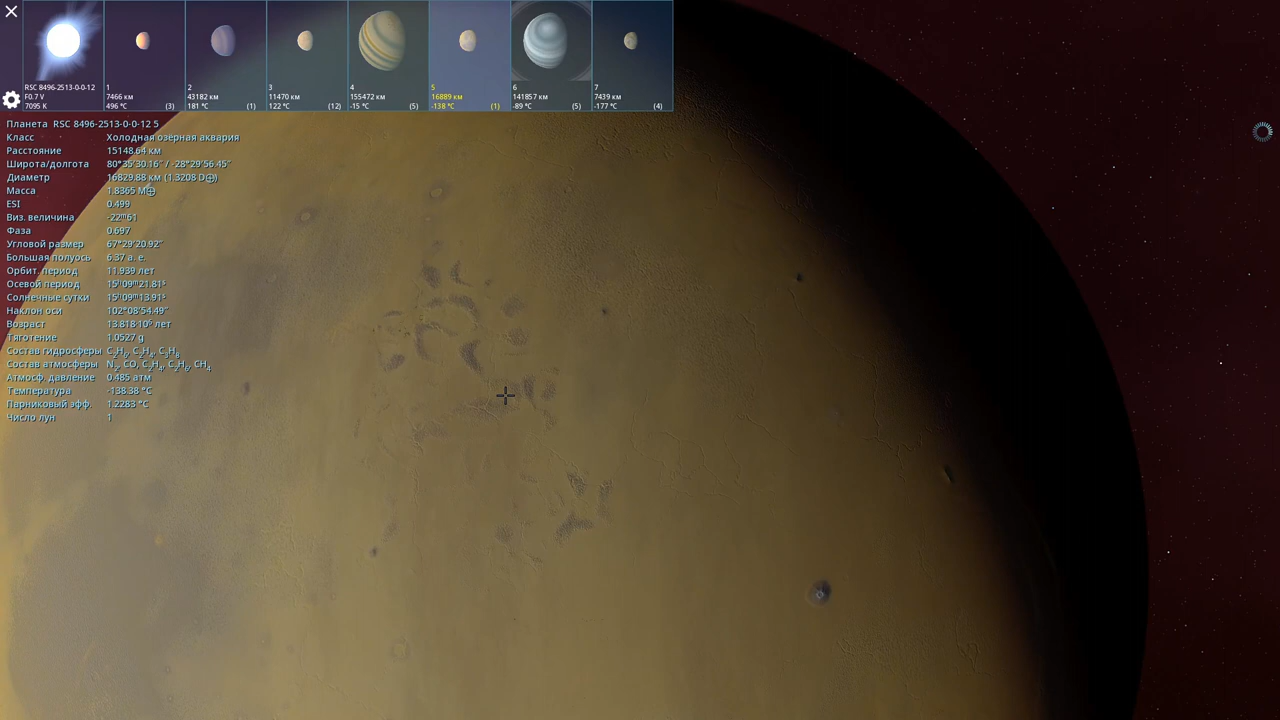 RSC 8496-2513-0-0-12
F0.7 V
7095 K
1
7466 км
496 °C (3)
2
43182 км
181 °C (1)
3
11470 км
122 °C (12)
4
155472 км
-15 °C (5)
5
16889 км
-138 °C (1)
6
141857 км
-89 °C (5)
7
7439 км
-177 °C (4)
Планета RSC 8496-2513-0-0-12 5
Класс Холодная озёрная аквария
Расстояние 15148.64 км
Широта/долгота 80°35'30.16" / -28°29'56.45"
Диаметр 16829.88 км (1.3208 D⊕)
Масса 1.8365 M⊕
ESI 0.499
Виз. величина -22ᵐ61
Фаза 0.697
Угловой размер 67°29'20.92"
Большая полуось 6.37 а. е.
Орбит. период 11.939 лет
Осевой период 15ʰ09ᵐ21.81ˢ
Солнечные сутки 15ʰ09ᵐ13.91ˢ
Наклон оси 102°08'54.49"
Возраст 13.818·10⁹ лет
Тяготение 1.0527 g
Состав гидросферы C₂H₆, C₂H₄, C₃H₈
Состав атмосферы N₂, CO, C₂H₄, C₂H₆, CH₄
Атмосф. давление 0.485 атм
Температура -138.38 °C
Парниковый эфф. 1.2283 °C
Число лун 1